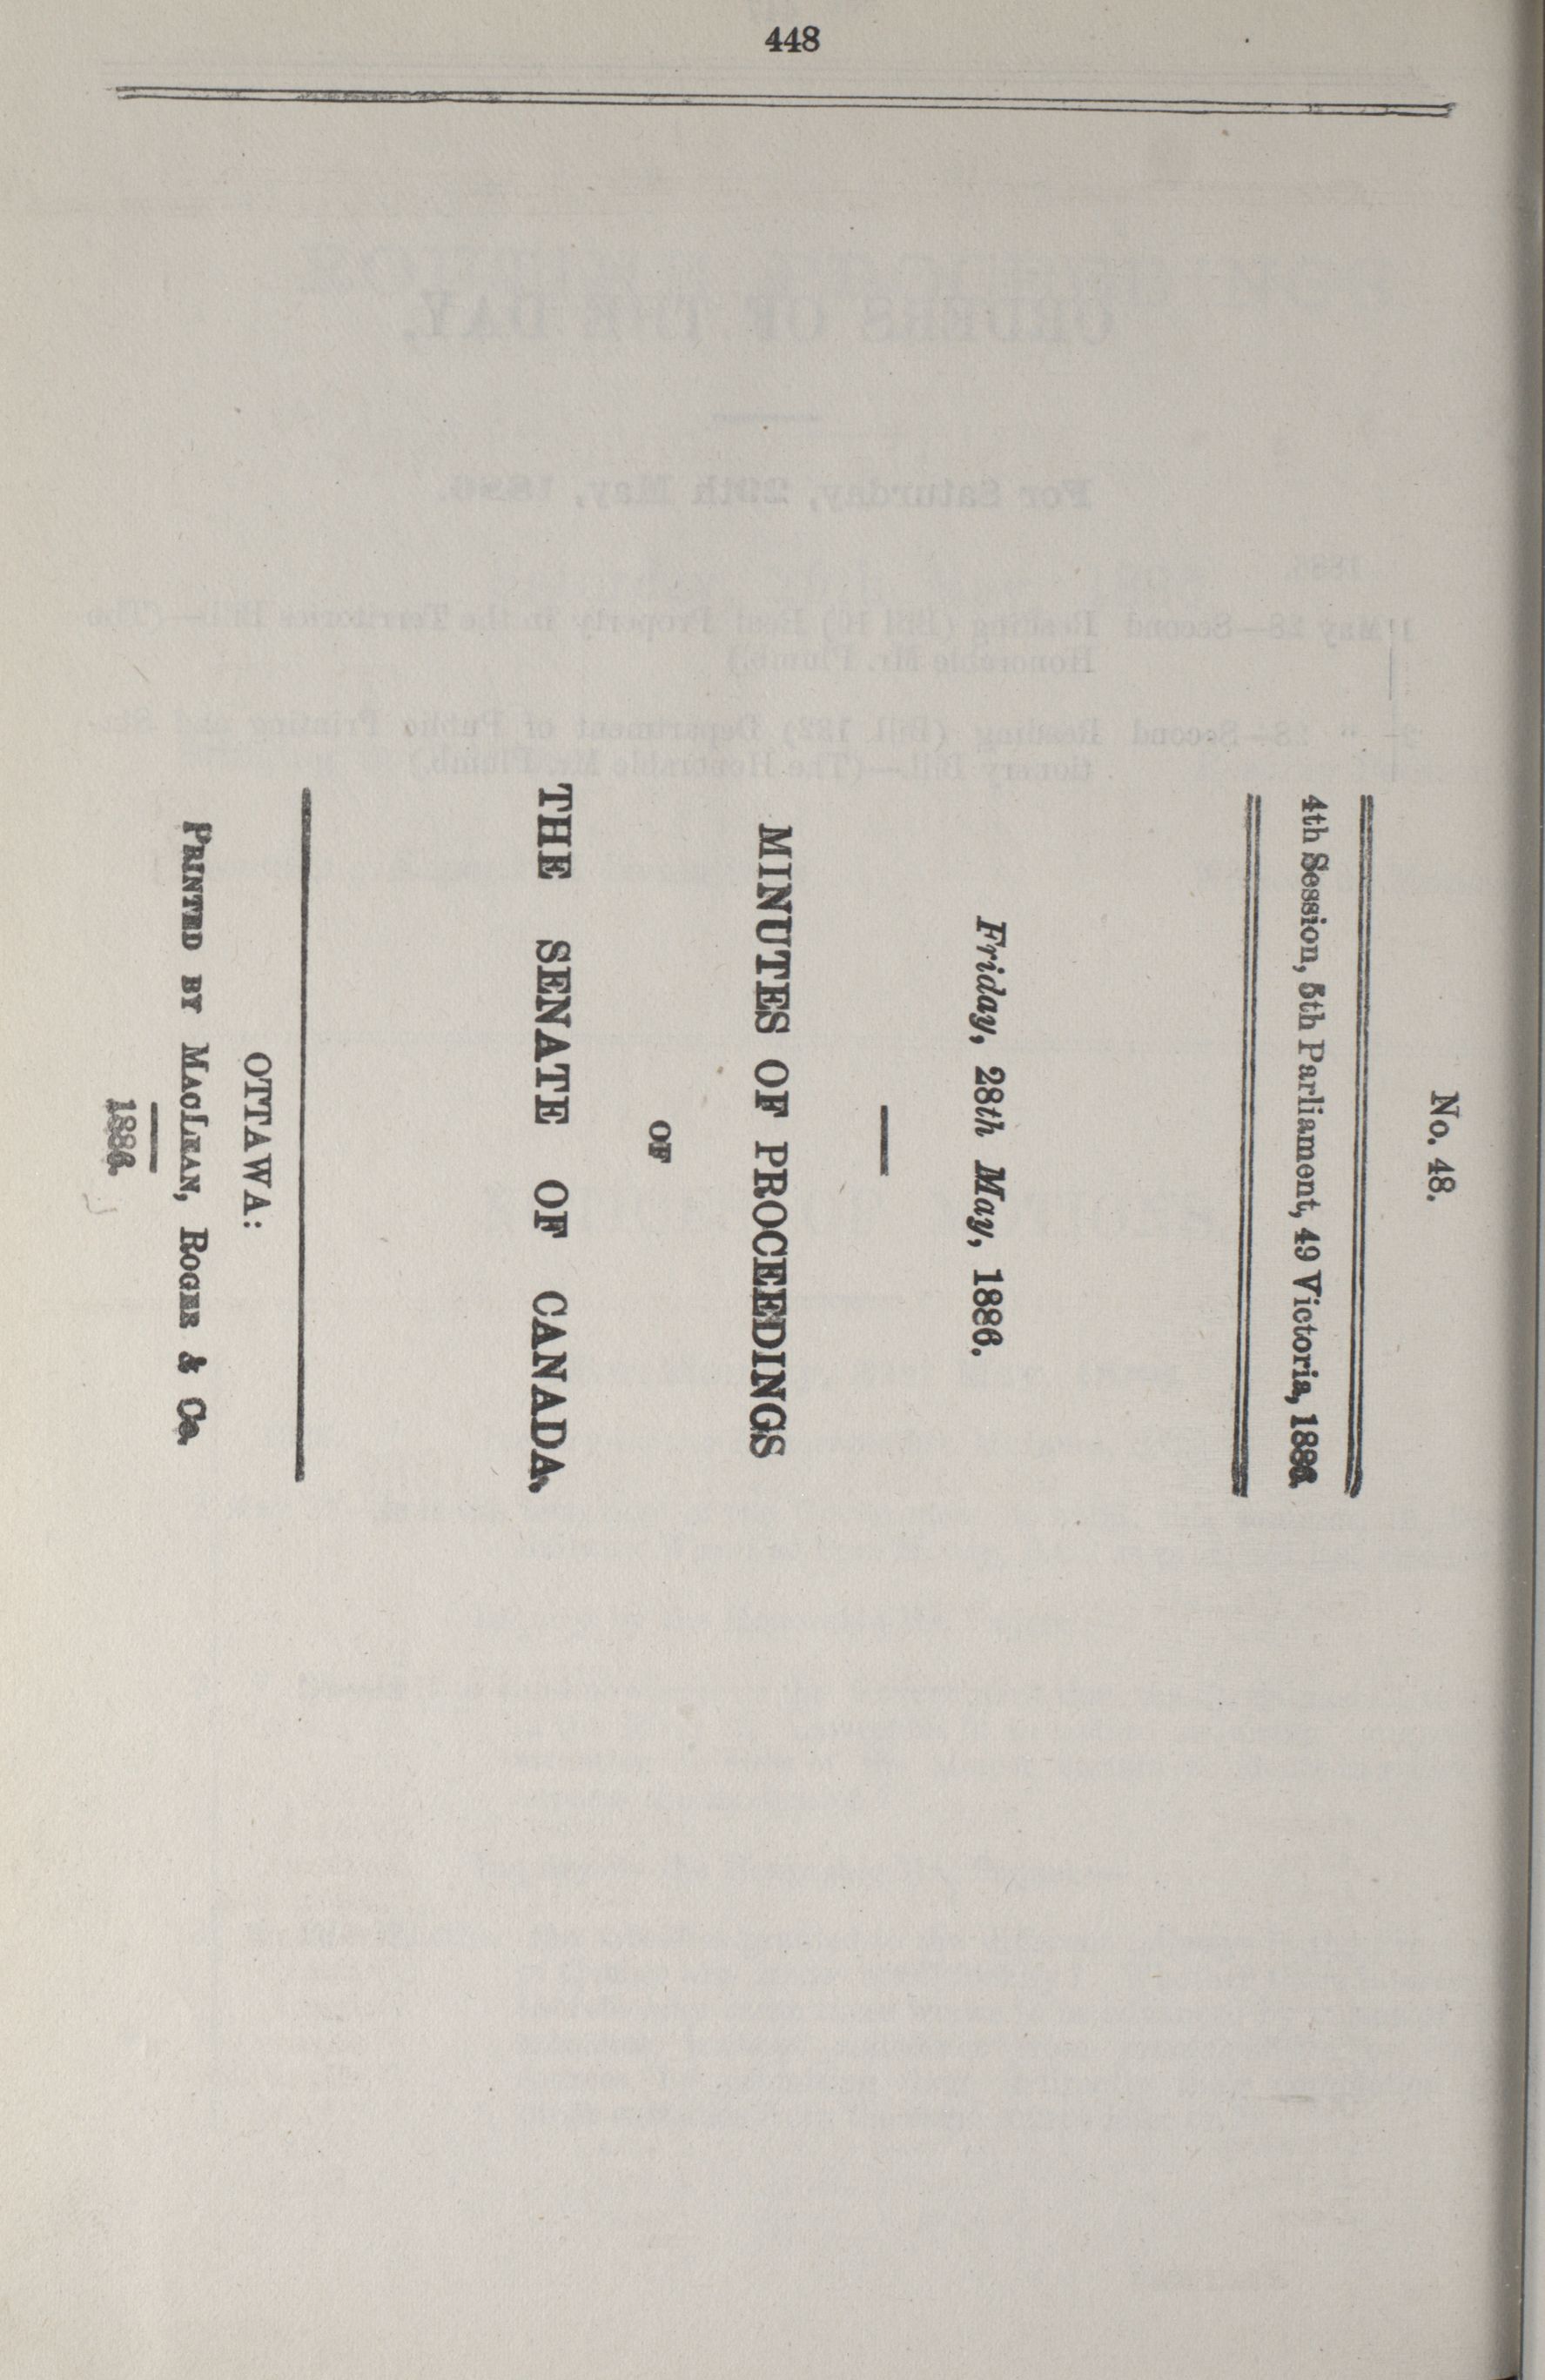 448
No. 48.
4th Session, 5th Parliament, 49 Victoria, 1886.
Friday, 28th May, 1886.
MINUTES OF PROCEEDINGS
OF
THE SENATE OF CANADA.
OTTAWA:
PRINTED BY MACLEAN, ROGER & Co.
1886.